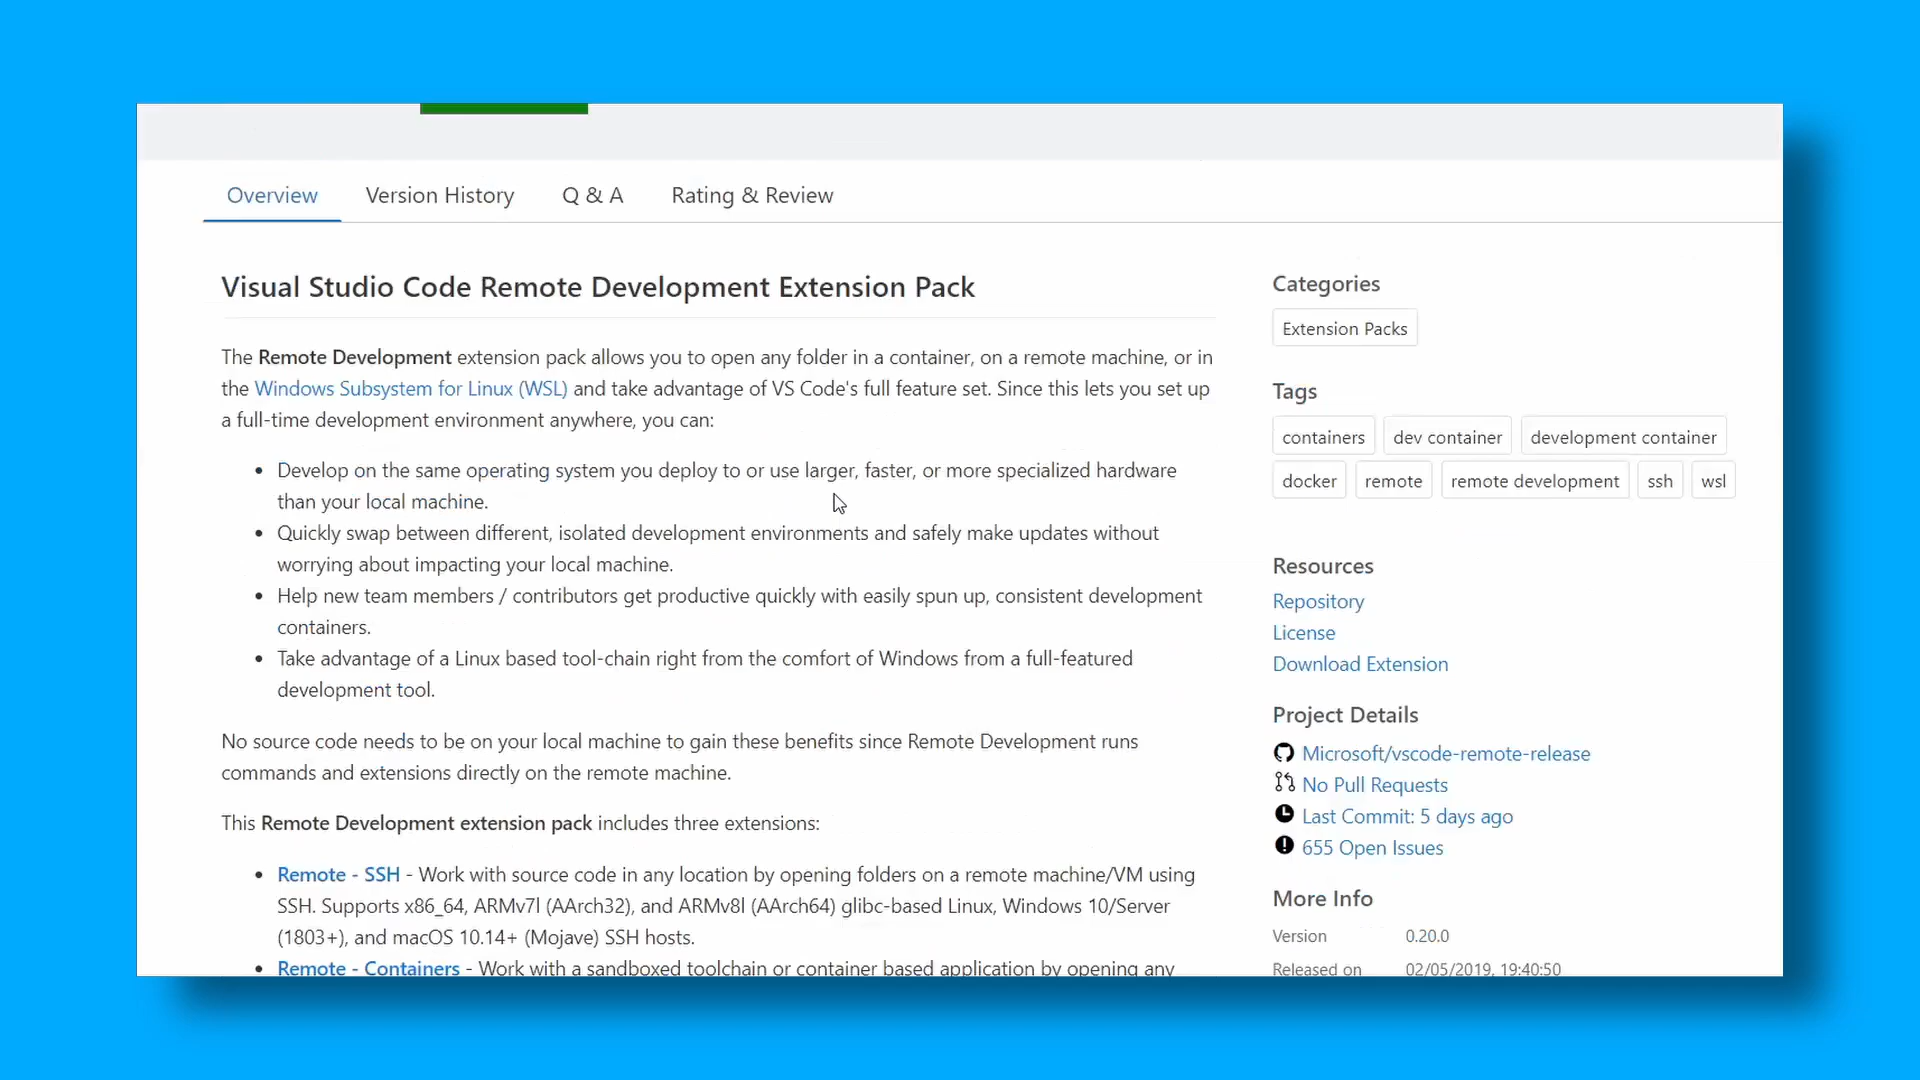 Overview Version History Q & A Rating & Review
Visual Studio Code Remote Development Extension Pack
The Remote Development extension pack allows you to open any folder in a container, on a remote machine, or in
the Windows Subsystem for Linux (WSL) and take advantage of VS Code's full feature set. Since this lets you set up
a full-time development environment anywhere, you can:
• Develop on the same operating system you deploy to or use larger, faster, or more specialized hardware
than your local machine.
• Quickly swap between different, isolated development environments and safely make updates without
worrying about impacting your local machine.
• Help new team members / contributors get productive quickly with easily spun up, consistent development
containers.
• Take advantage of a Linux based tool-chain right from the comfort of Windows from a full-featured
development tool.
No source code needs to be on your local machine to gain these benefits since Remote Development runs
commands and extensions directly on the remote machine.
This Remote Development extension pack includes three extensions:
• Remote - SSH - Work with source code in any location by opening folders on a remote machine/VM using
SSH. Supports x86_64, ARMv7l (AArch32), and ARMv8l (AArch64) glibc-based Linux, Windows 10/Server
(1803+), and macOS 10.14+ (Mojave) SSH hosts.
• Remote - Containers - Work with a sandboxed toolchain or container based application by opening any
Categories
Extension Packs
Tags
containers dev container development container
docker remote remote development ssh wsl
Resources
Repository
License
Download Extension
Project Details
Microsoft/vscode-remote-release
No Pull Requests
Last Commit: 5 days ago
655 Open Issues
More Info
Version 0.20.0
Released on 02/05/2019, 19:40:50